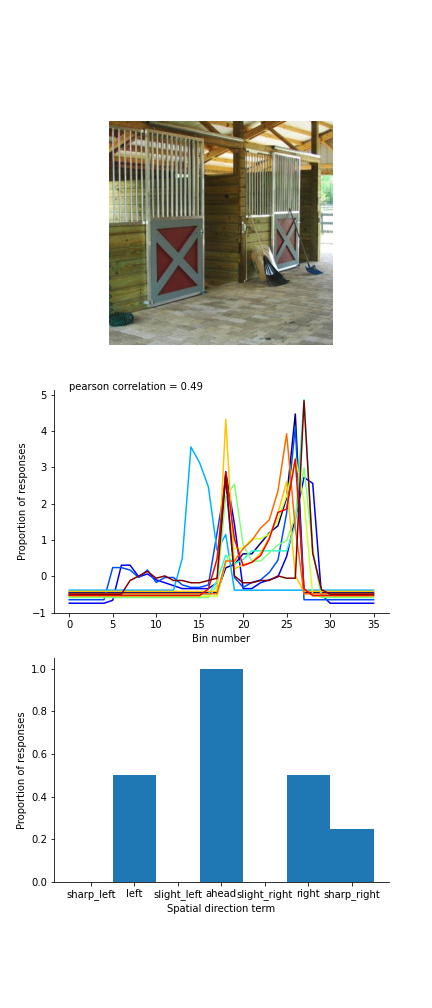 pearson correlation = 0.49
5
4
3
2
1
0
−1
Proportion of responses
0 5 10 15 20 25 30 35
Bin number
1.0
0.8
0.6
0.4
0.2
0.0
Proportion of responses
sharp_left left slight_left ahead slight_right right sharp_right
Spatial direction term